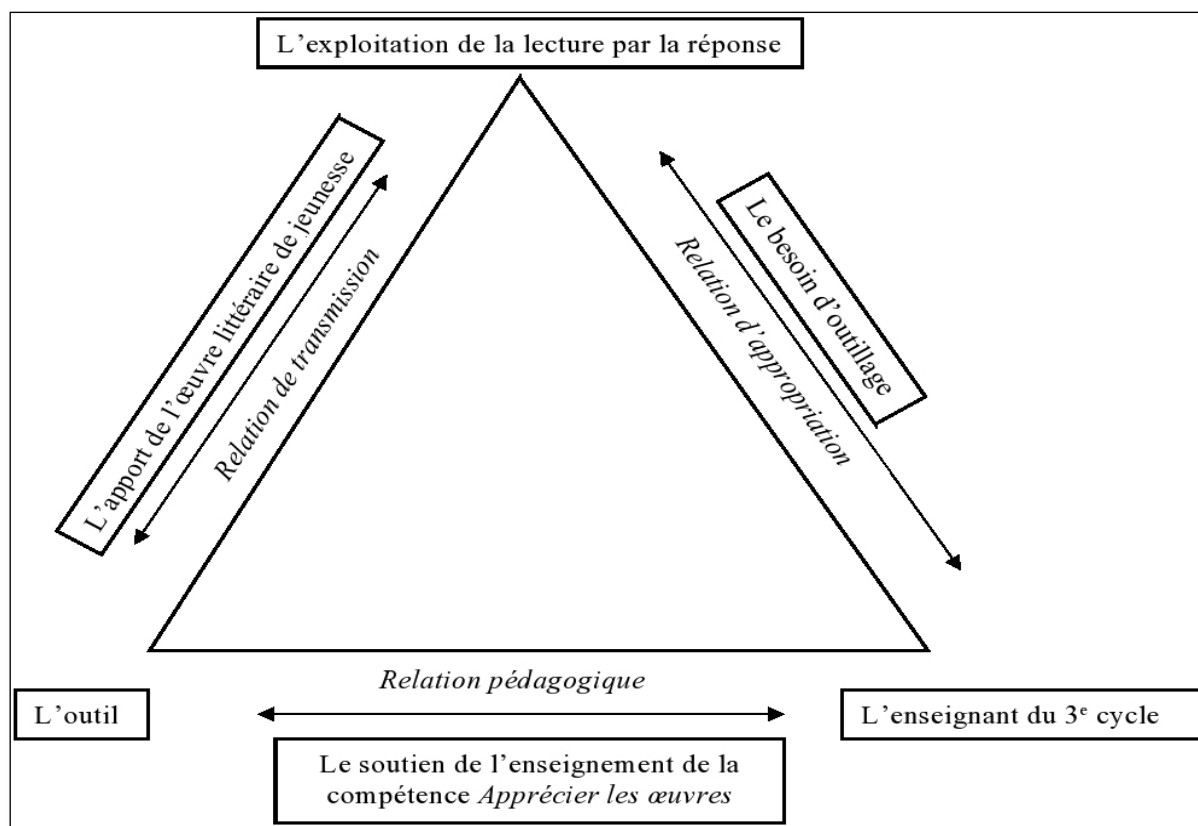 L'exploitation de la lecture par la réponse
L'apport de l'œuvre littéraire de jeunesse
Relation de transmission
Le besoin d'outillage
Relation d'appropriation
Relation pédagogique
L'outil
L'enseignant du 3e cycle
Le soutien de l'enseignement de la
compétence Apprécier les œuvres